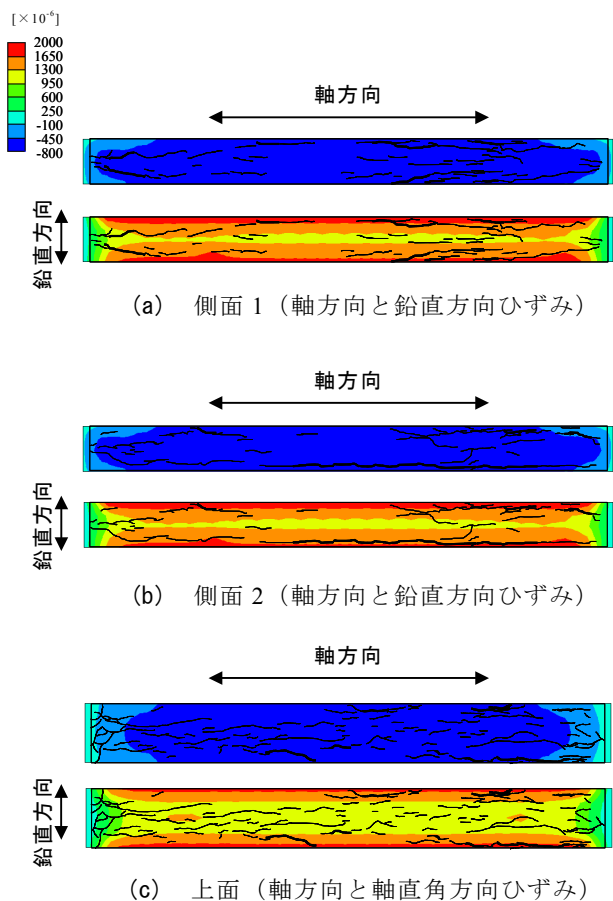 [×10⁻⁶]
2000
1650
1300
950
600
250
-100
-450
-800
軸方向
鉛直方向
(a) 側面 1（軸方向と鉛直方向ひずみ）
軸方向
鉛直方向
(b) 側面 2（軸方向と鉛直方向ひずみ）
軸方向
鉛直方向
(c) 上面（軸方向と軸直角方向ひずみ）